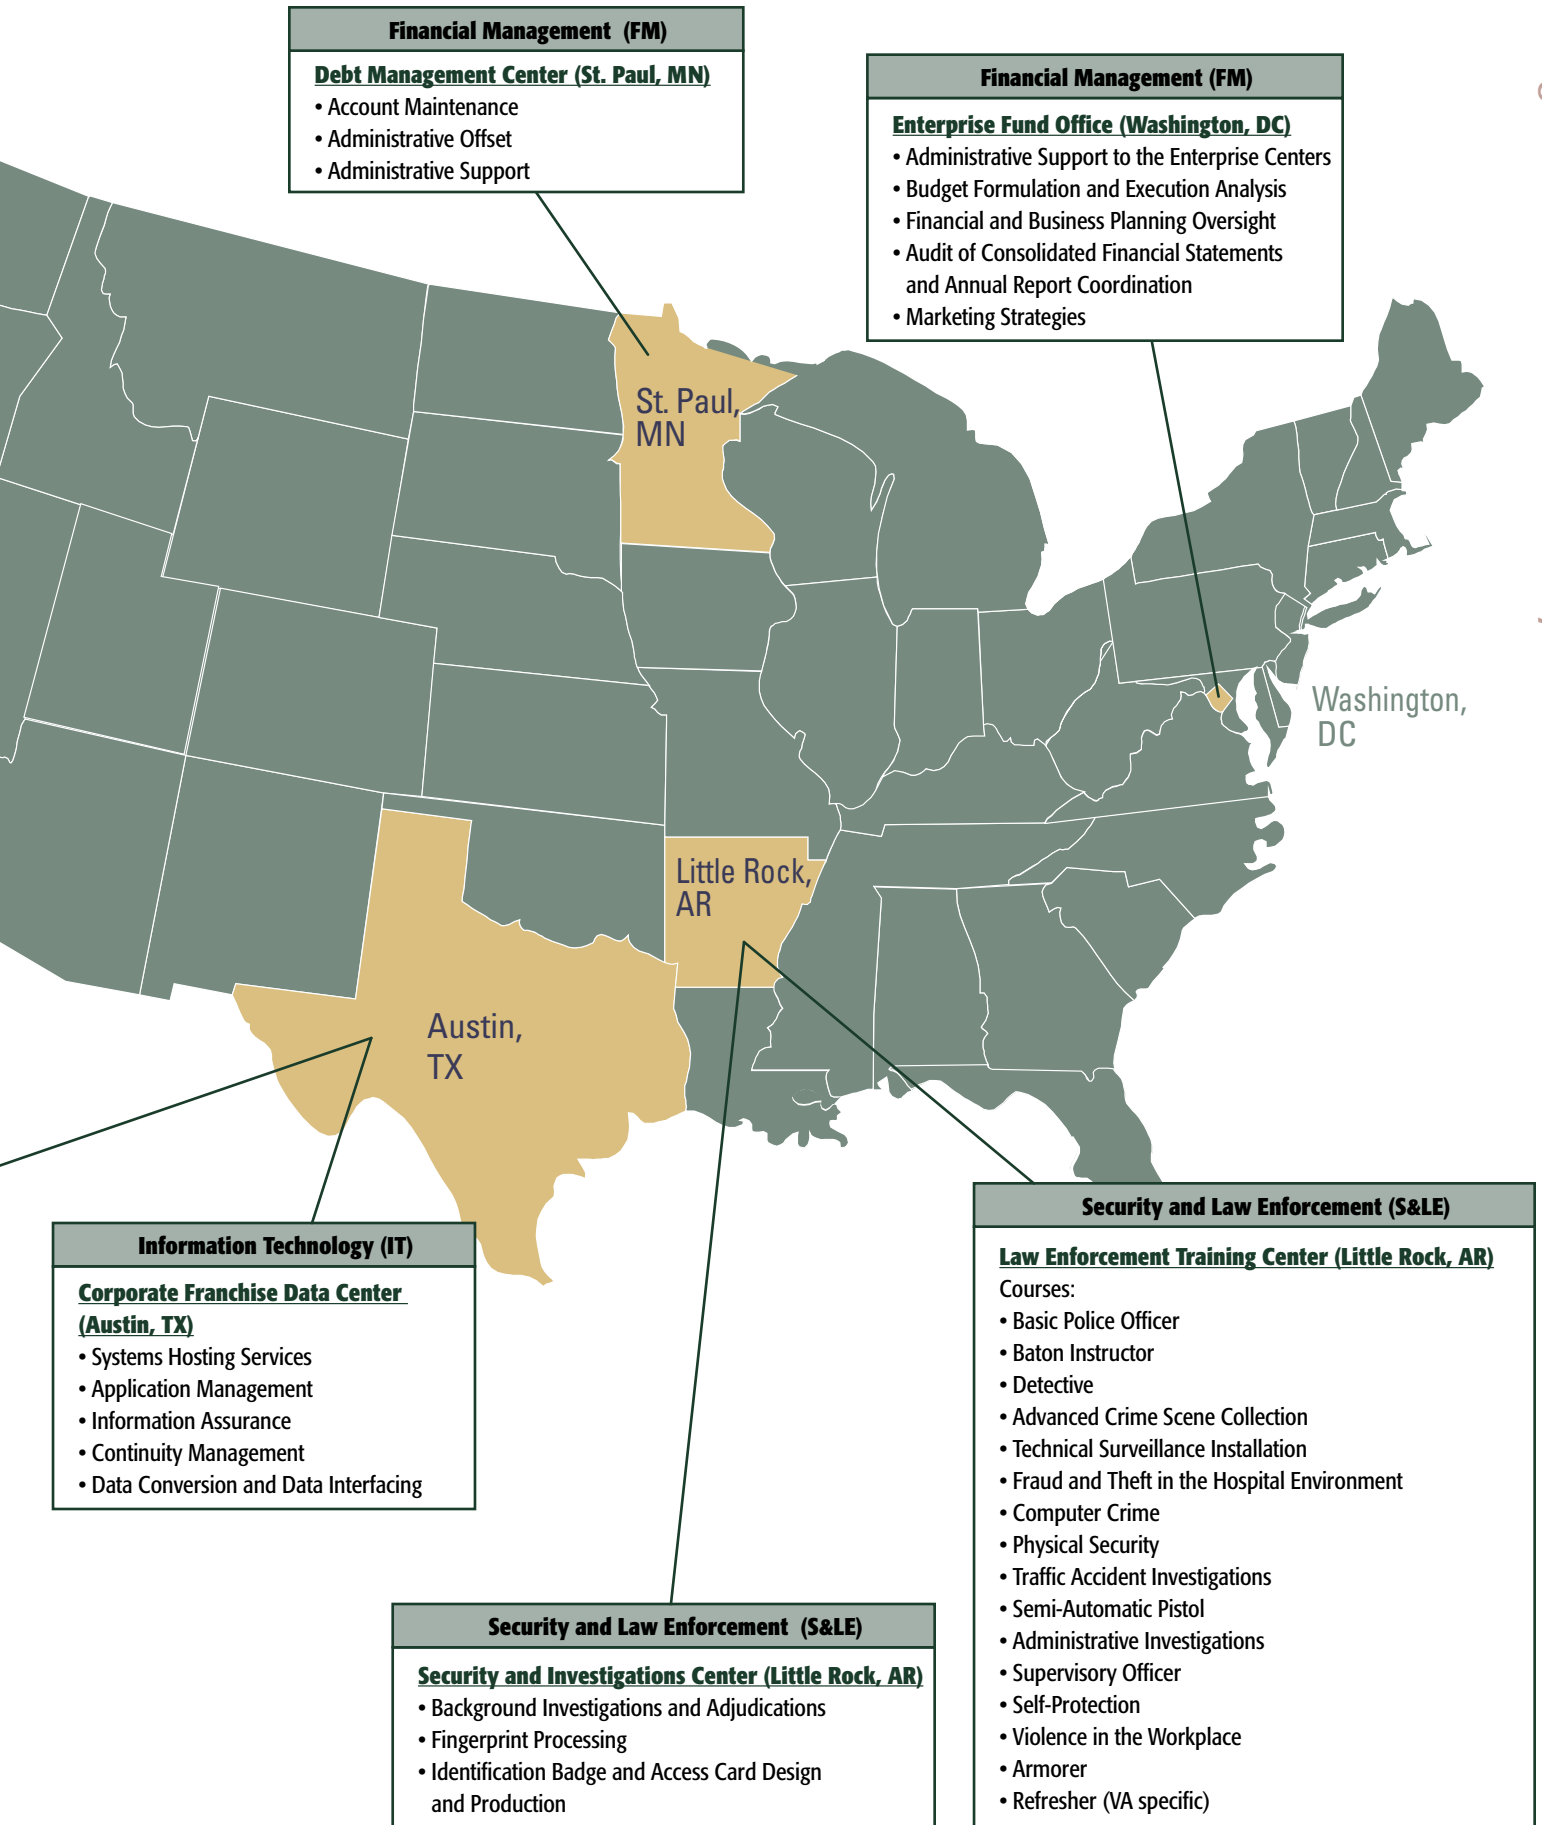 Financial Management  (FM)
Debt Management Center (St. Paul, MN)
• Account Maintenance
• Administrative Offset
• Administrative Support
Financial Management (FM)
Enterprise Fund Office (Washington, DC)
• Administrative Support to the Enterprise Centers
• Budget Formulation and Execution Analysis
• Financial and Business Planning Oversight
• Audit of Consolidated Financial Statements
and Annual Report Coordination
• Marketing Strategies
St. Paul,
MN
Washington,
DC
Little Rock,
AR
Austin,
TX
Information Technology (IT)
Corporate Franchise Data Center
(Austin, TX)
• Systems Hosting Services
• Application Management
• Information Assurance
• Continuity Management
• Data Conversion and Data Interfacing
Security and Law Enforcement (S&LE)
Law Enforcement Training Center (Little Rock, AR)
Courses:
• Basic Police Officer
• Baton Instructor
• Detective
• Advanced Crime Scene Collection
• Technical Surveillance Installation
• Fraud and Theft in the Hospital Environment
• Computer Crime
• Physical Security
• Traffic Accident Investigations
• Semi-Automatic Pistol
• Administrative Investigations
• Supervisory Officer
• Self-Protection
• Violence in the Workplace
• Armorer
• Refresher (VA specific)
Security and Law Enforcement  (S&LE)
Security and Investigations Center (Little Rock, AR)
• Background Investigations and Adjudications
• Fingerprint Processing
• Identification Badge and Access Card Design
and Production